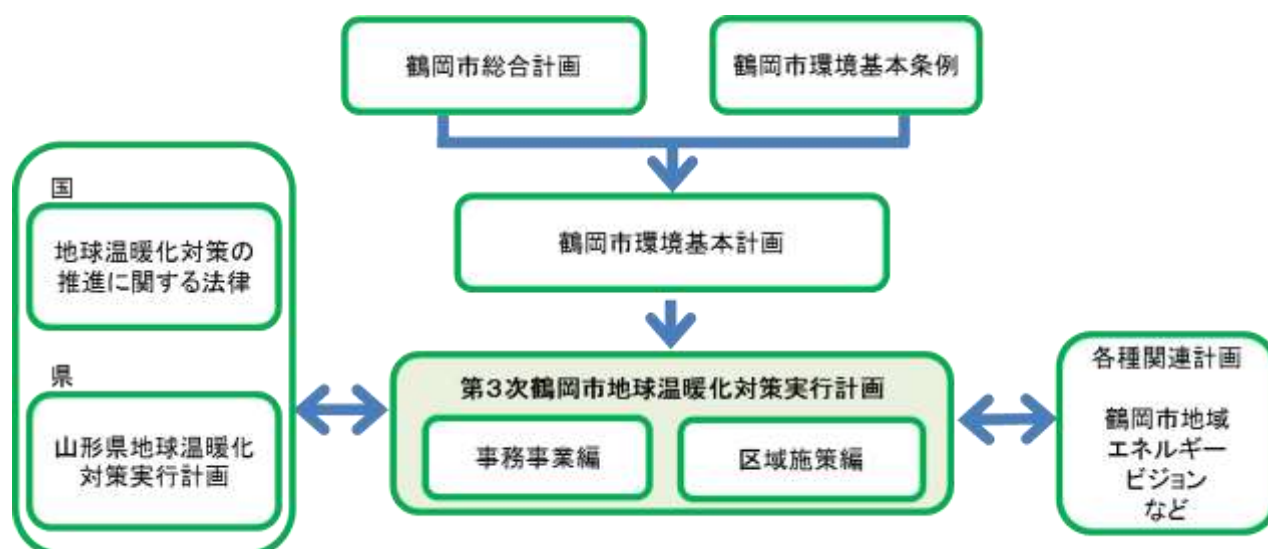 鶴岡市総合計画
鶴岡市環境基本条例
鶴岡市環境基本計画
国
地球温暖化対策の
推進に関する法律
県
山形県地球温暖化
対策実行計画
第3次鶴岡市地球温暖化対策実行計画
事務事業編
区域施策編
各種関連計画
鶴岡市地域
エネルギー
ビジョン
など